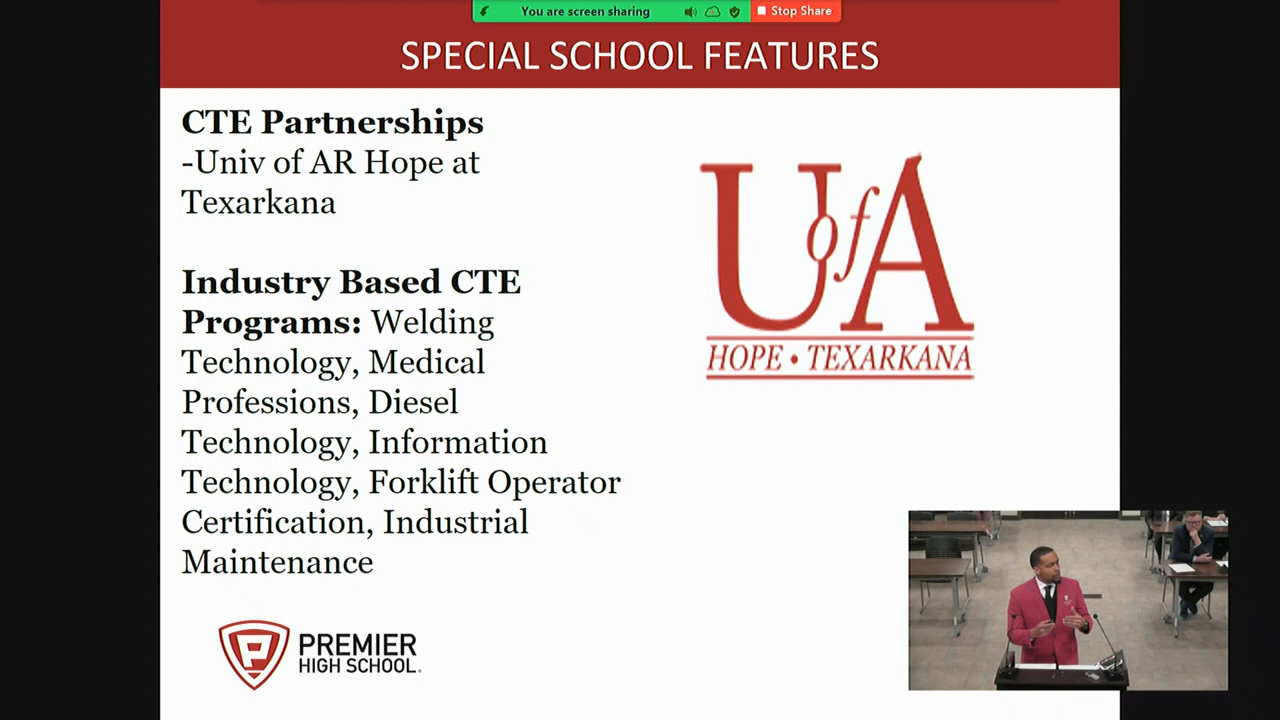 You are screen sharing
Stop Share
SPECIAL SCHOOL FEATURES
CTE Partnerships
-Univ of AR Hope at
Texarkana
Industry Based CTE
Programs: Welding
Technology, Medical
Professions, Diesel
Technology, Information
Technology, Forklift Operator
Certification, Industrial
Maintenance
U of A
HOPE • TEXARKANA
P PREMIER
HIGH SCHOOL